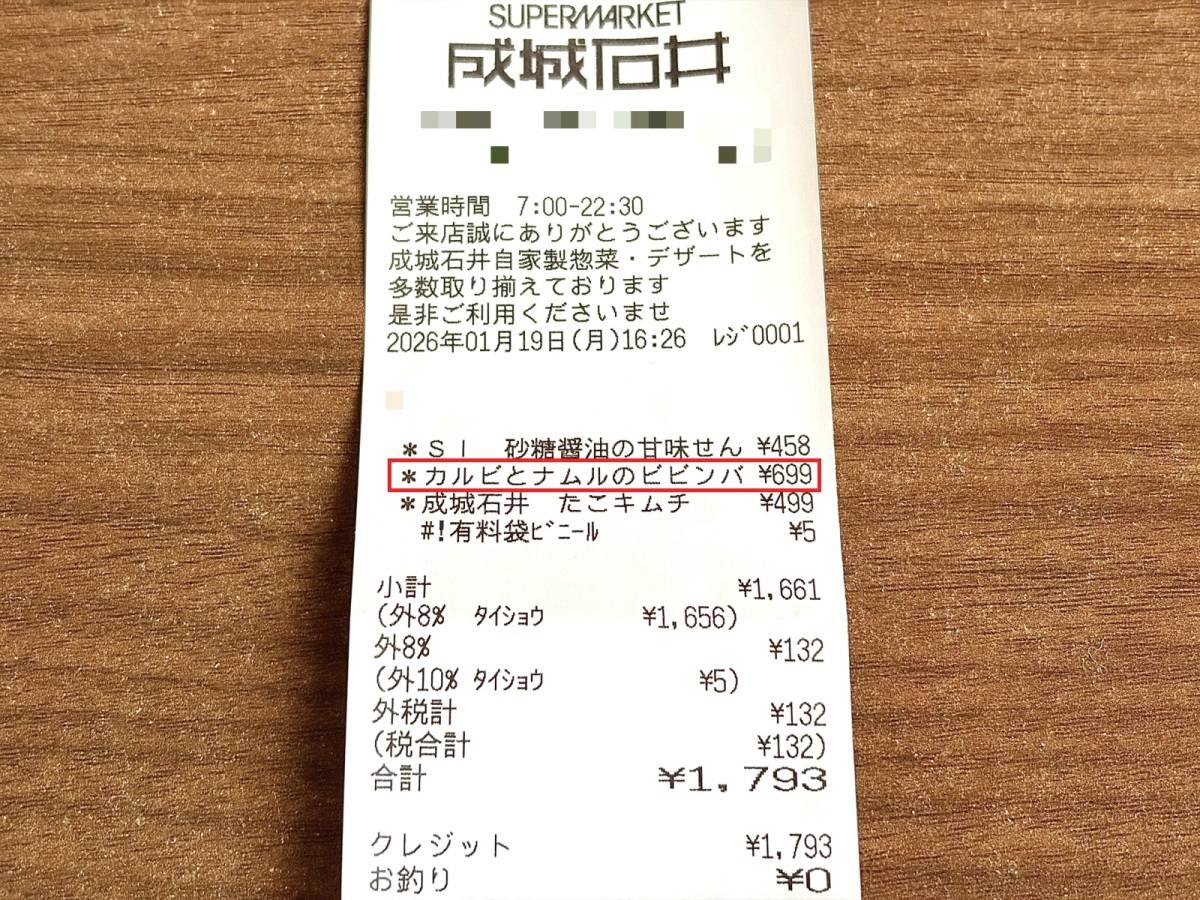 SUPERMARKET
成城石井
営業時間 7:00-22:30
ご来店誠にありがとうございます
成城石井自家製惣菜・デザートを
多数取り揃えております
是非ご利用くださいませ
2026年01月19日(月)16:26 ﾚｼﾞ0001
*ＳＩ 砂糖醤油の甘味せん ¥458
*カルビとナムルのビビンバ ¥699
*成城石井 たこキムチ ¥499
#!有料袋ﾋﾞﾆｰﾙ ¥5
小計 ¥1,661
(外8% ﾀｲｼｮｳ ¥1,656)
外8% ¥132
(外10% ﾀｲｼｮｳ ¥5)
外税計 ¥132
(税合計 ¥132)
合計 ¥1,793
クレジット ¥1,793
お釣り ¥0